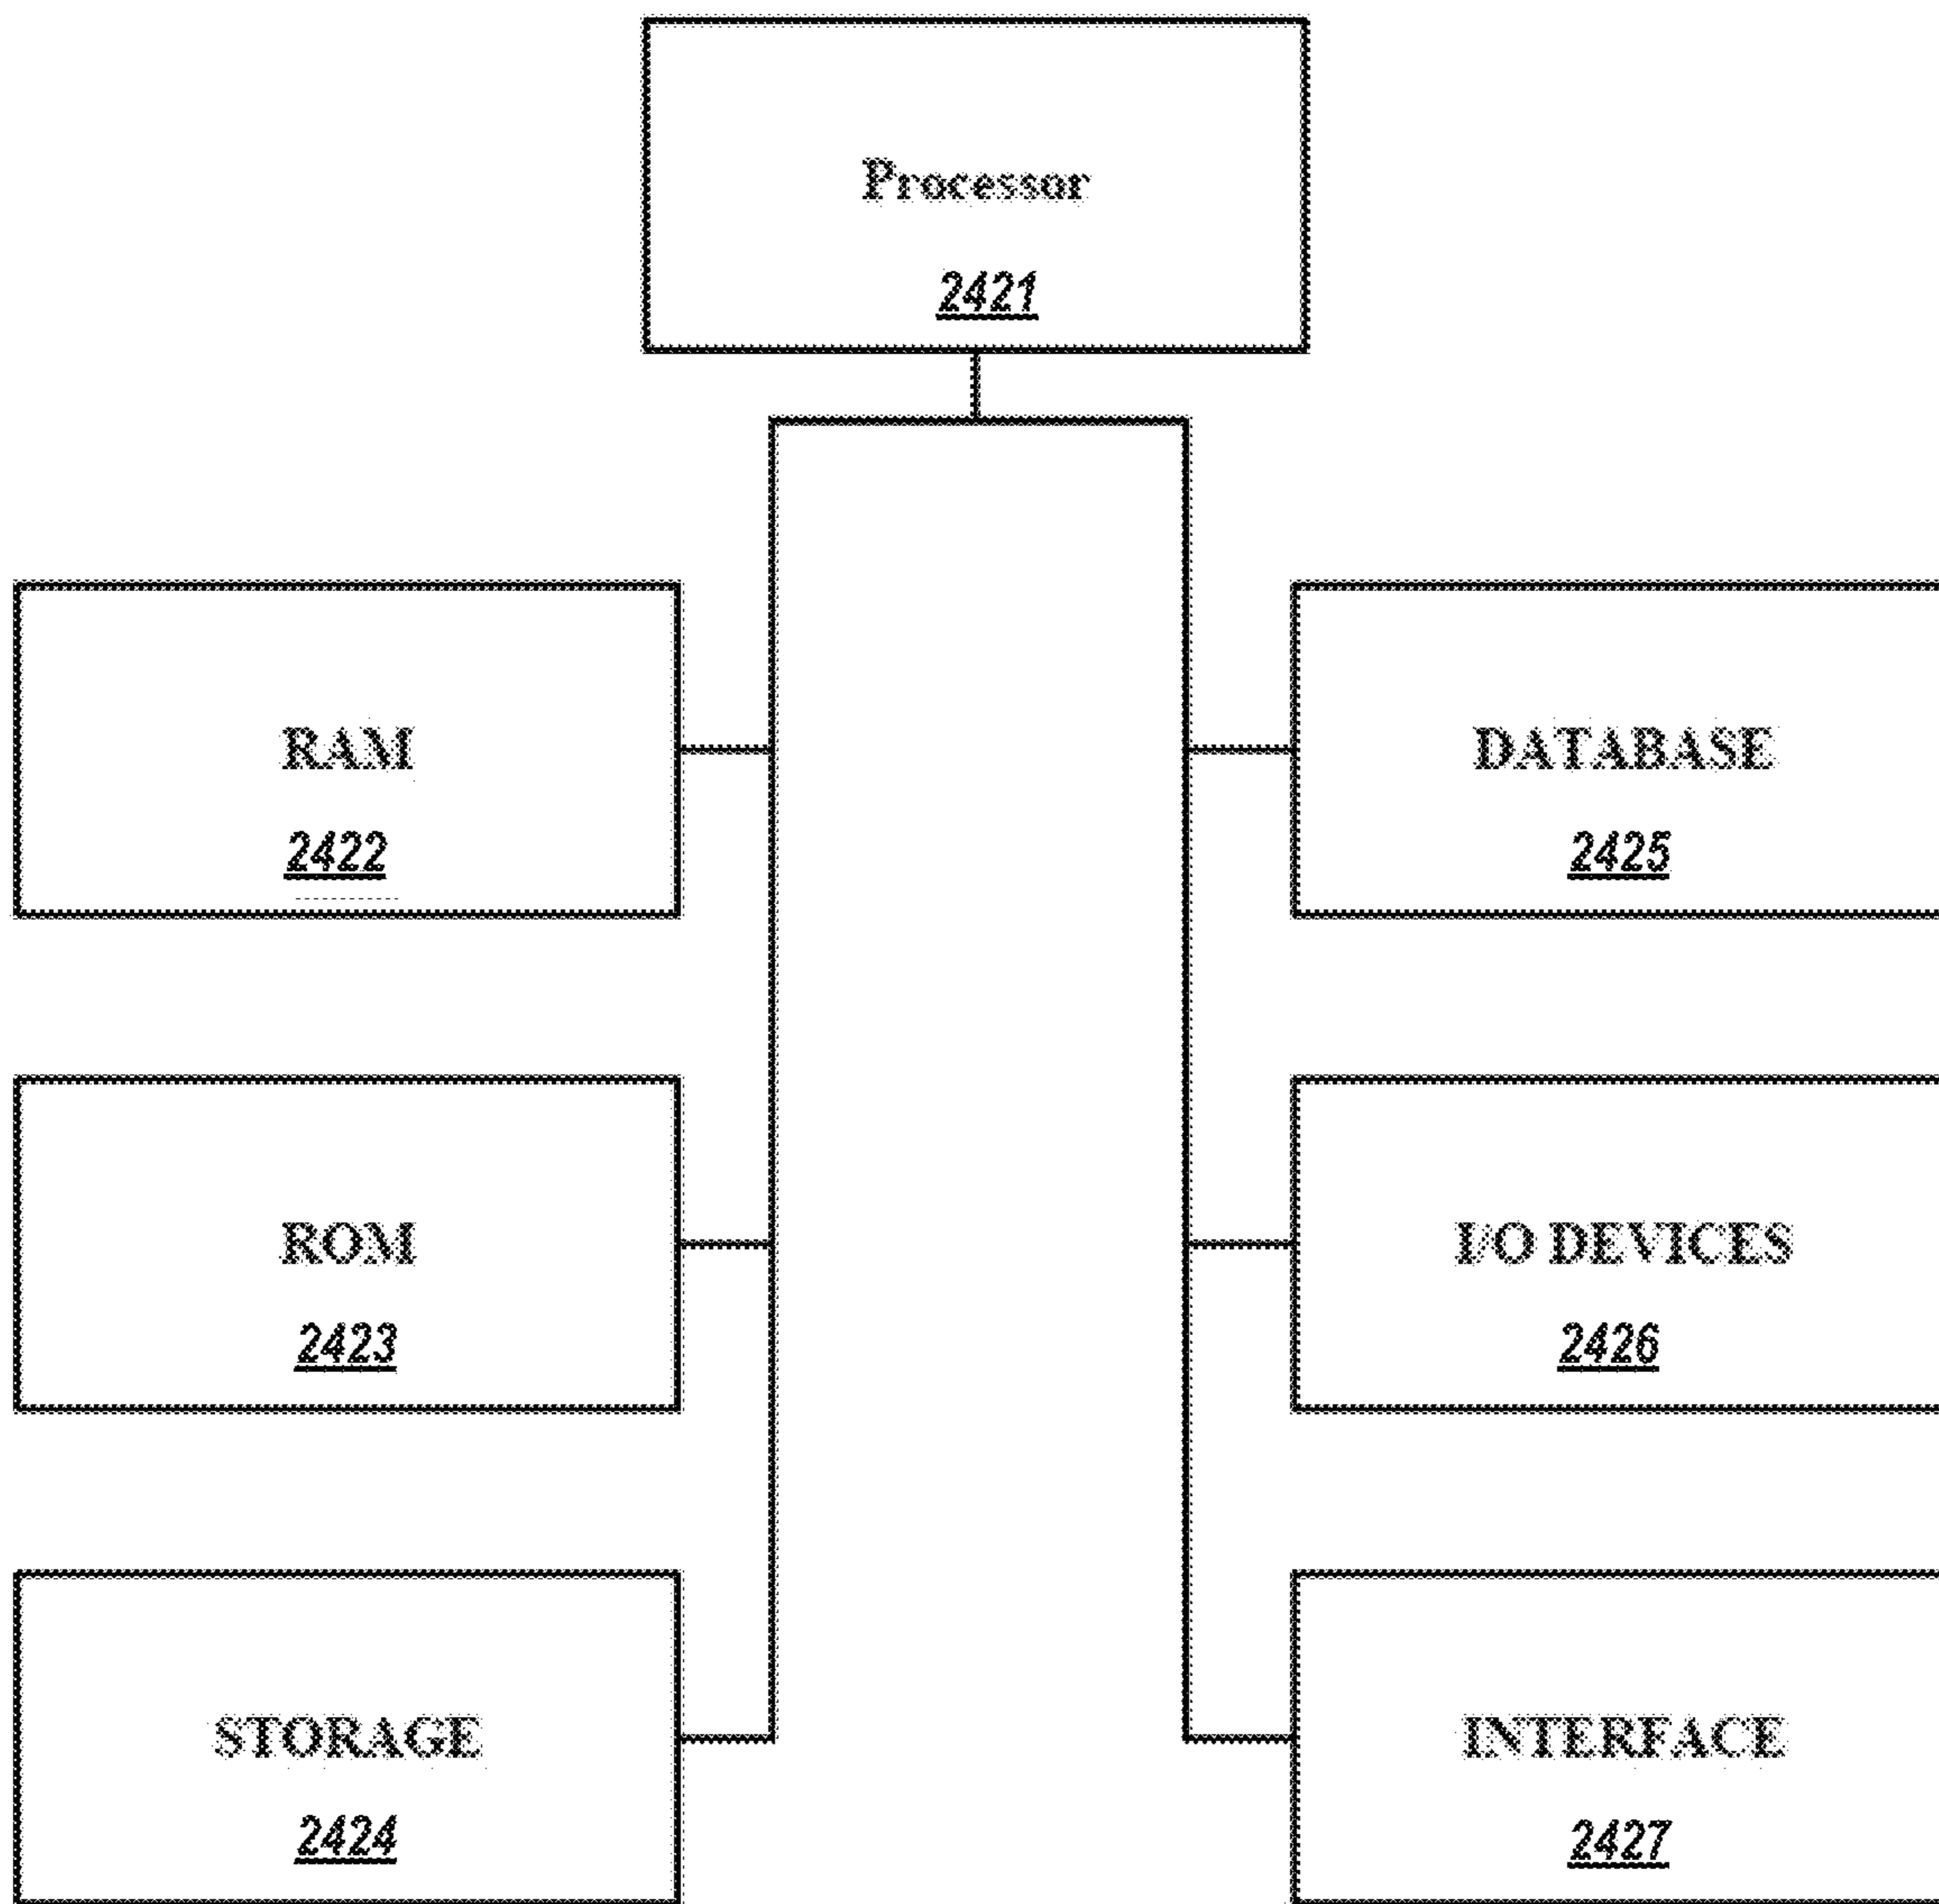 Processor
2421
RAM
2422
DATABASE
2425
ROM
2423
I/O DEVICES
2426
STORAGE
2424
INTERFACE
2427